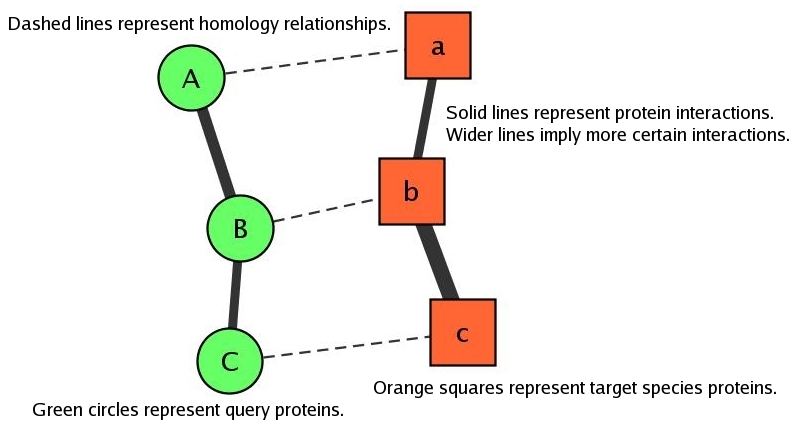 Dashed lines represent homology relationships.
a
A
Solid lines represent protein interactions.
Wider lines imply more certain interactions.
b
B
c
C
Orange squares represent target species proteins.
Green circles represent query proteins.